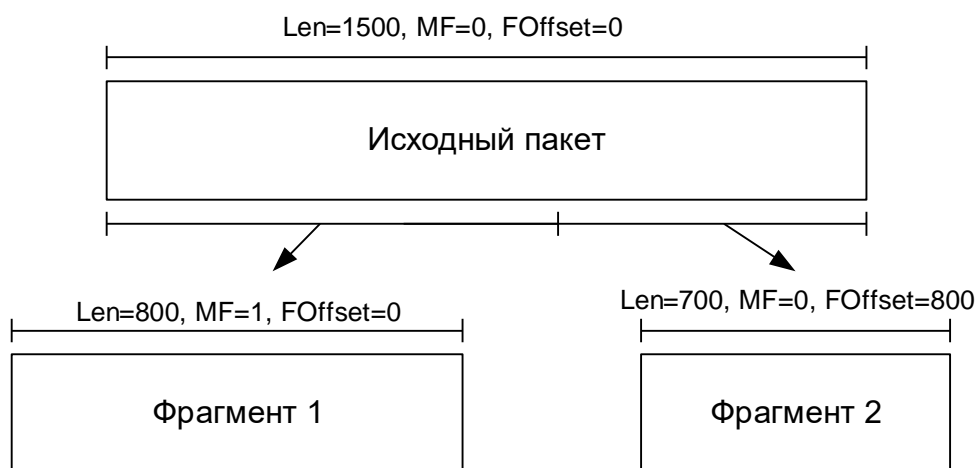 Len=1500, MF=0, FOffset=0
Исходный пакет
Len=800, MF=1, FOffset=0
Len=700, MF=0, FOffset=800
Фрагмент 1
Фрагмент 2